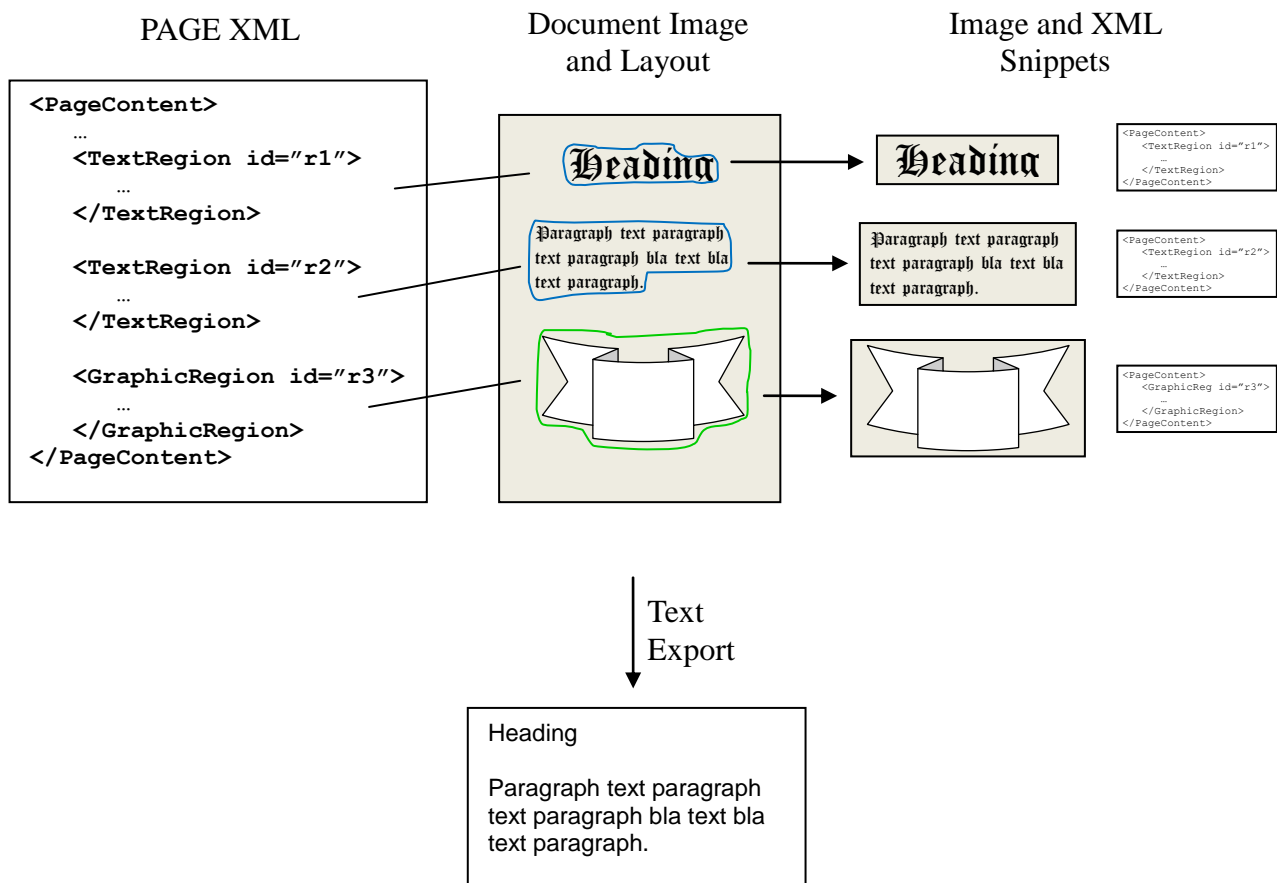 PAGE XML
Document Image
and Layout
Image and XML
Snippets
<PageContent>
…
<TextRegion id=”r1”>
…
</TextRegion>
<TextRegion id=”r2”>
…
</TextRegion>
<GraphicRegion id=”r3”>
…
</GraphicRegion>
</PageContent>
Heading
Paragraph text paragraph
text paragraph bla text bla
text paragraph.
Heading
Paragraph text paragraph
text paragraph bla text bla
text paragraph.
<PageContent>
<TextRegion id=”r1”>
…
</TextRegion>
</PageContent>
<PageContent>
<TextRegion id=”r2”>
…
</TextRegion>
</PageContent>
<PageContent>
<GraphicReg id=”r3”>
…
</GraphicRegion>
</PageContent>
Text
Export
Heading
Paragraph text paragraph
text paragraph bla text bla
text paragraph.